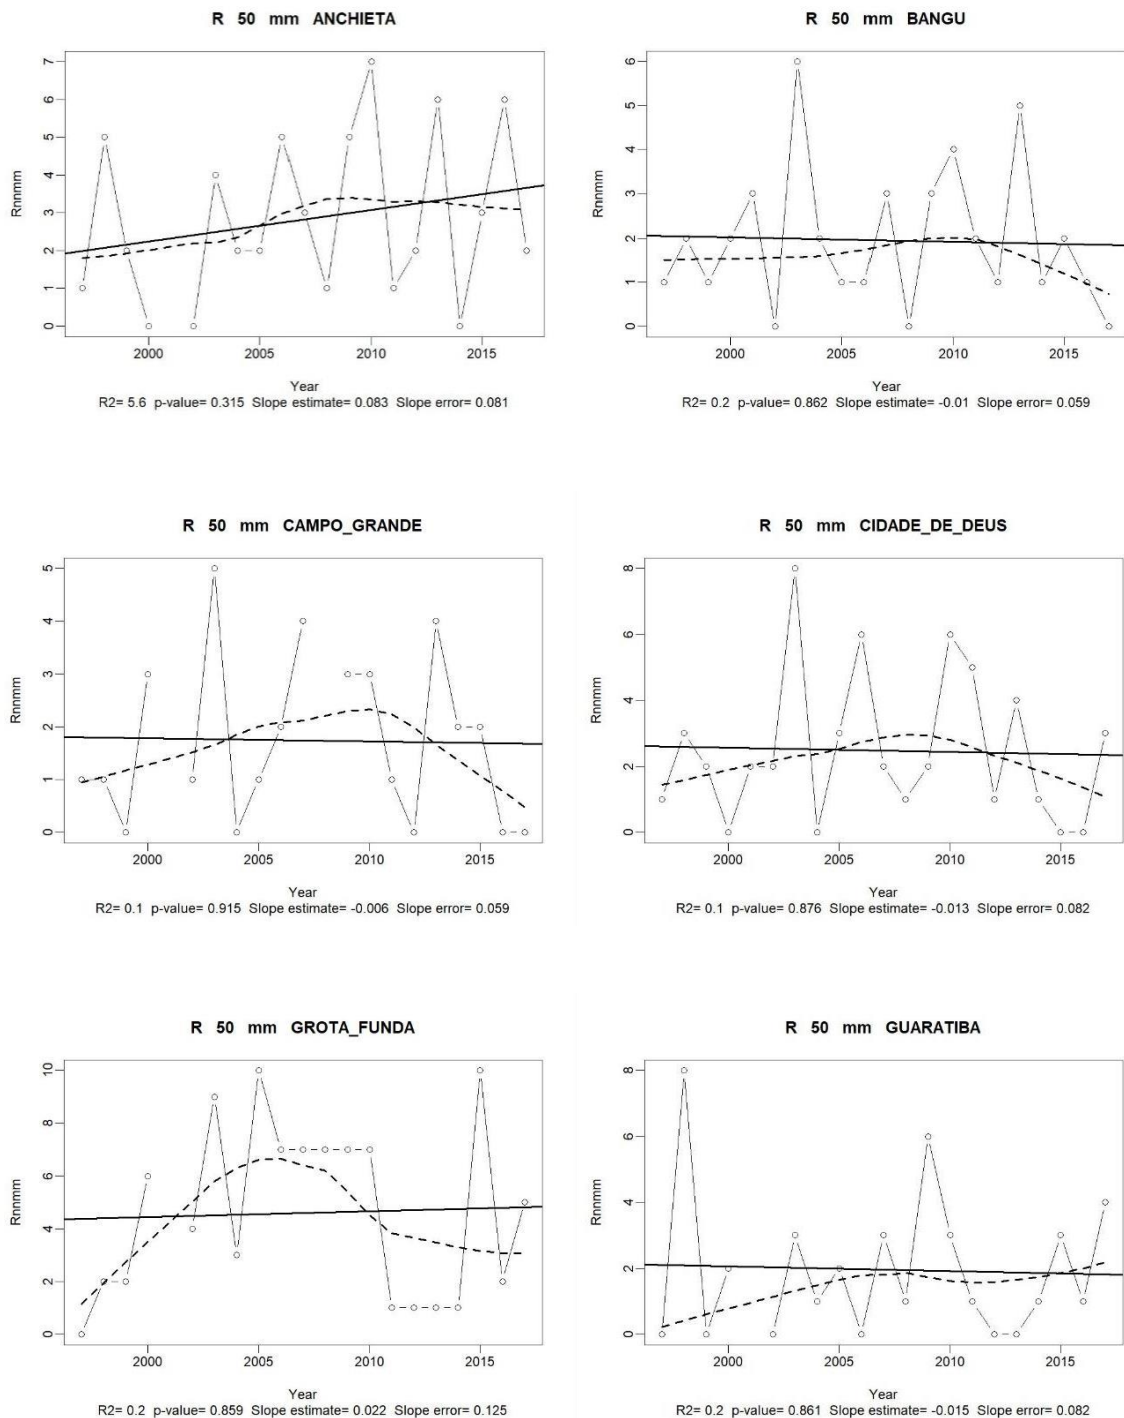 R 50 mm ANCHIETA
Rnnmm
7
6
5
4
3
2
1
0
2000 2005 2010 2015
Year
R2= 5.6 p-value= 0.315 Slope estimate= 0.083 Slope error= 0.081
R 50 mm BANGU
Rnnmm
6
5
4
3
2
1
0
2000 2005 2010 2015
Year
R2= 0.2 p-value= 0.862 Slope estimate= -0.01 Slope error= 0.059
R 50 mm CAMPO_GRANDE
Rnnmm
5
4
3
2
1
0
2000 2005 2010 2015
Year
R2= 0.1 p-value= 0.915 Slope estimate= -0.006 Slope error= 0.059
R 50 mm CIDADE_DE_DEUS
Rnnmm
8
6
4
2
0
2000 2005 2010 2015
Year
R2= 0.1 p-value= 0.876 Slope estimate= -0.013 Slope error= 0.082
R 50 mm GROTA_FUNDA
Rnnmm
10
8
6
4
2
0
2000 2005 2010 2015
Year
R2= 0.2 p-value= 0.859 Slope estimate= 0.022 Slope error= 0.125
R 50 mm GUARATIBA
Rnnmm
8
6
4
2
0
2000 2005 2010 2015
Year
R2= 0.2 p-value= 0.861 Slope estimate= -0.015 Slope error= 0.082